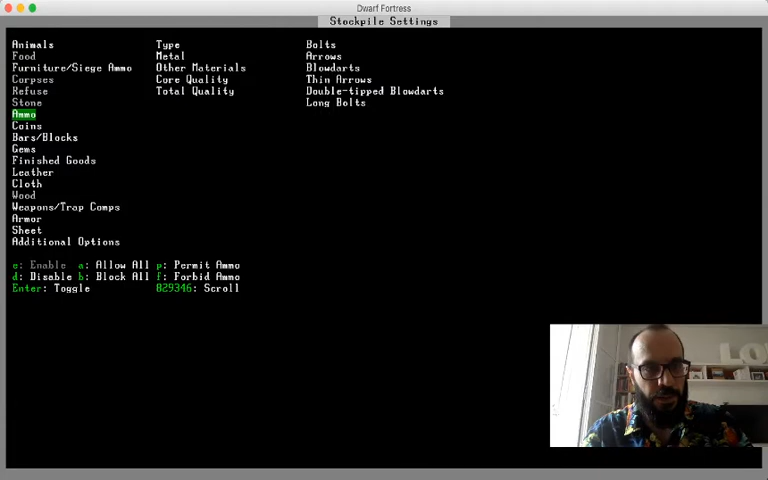 Dwarf Fortress
Stockpile Settings
Animals Type Bolts
Food Metal Arrows
Furniture/Siege Ammo Other Materials Blowdarts
Corpses Core Quality Thin Arrows
Refuse Total Quality Double-tipped Blowdarts
Stone Long Bolts
Ammo
Coins
Bars/Blocks
Gems
Finished Goods
Leather
Cloth
Wood
Weapons/Trap Comps
Armor
Sheet
Additional Options
e: Enable a: Allow All p: Permit Ammo
d: Disable b: Block All f: Forbid Ammo
Enter: Toggle 829346: Scroll
LO